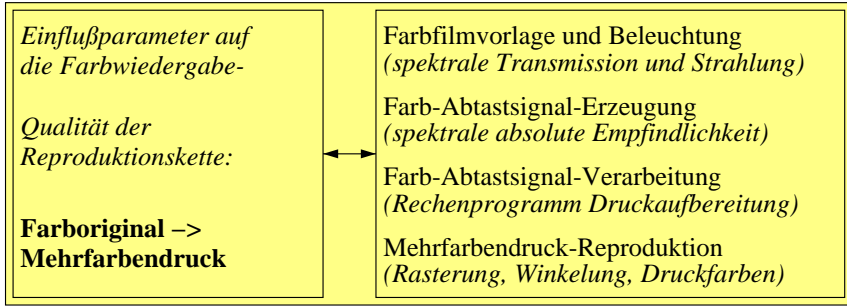 Einflußparameter auf
die Farbwiedergabe-
Qualität der
Reproduktionskette:
Farboriginal −>
Mehrfarbendruck
Farbfilmvorlage und Beleuchtung
(spektrale Transmission und Strahlung)
Farb-Abtastsignal-Erzeugung
(spektrale absolute Empfindlichkeit)
Farb-Abtastsignal-Verarbeitung
(Rechenprogramm Druckaufbereitung)
Mehrfarbendruck-Reproduktion
(Rasterung, Winkelung, Druckfarben)